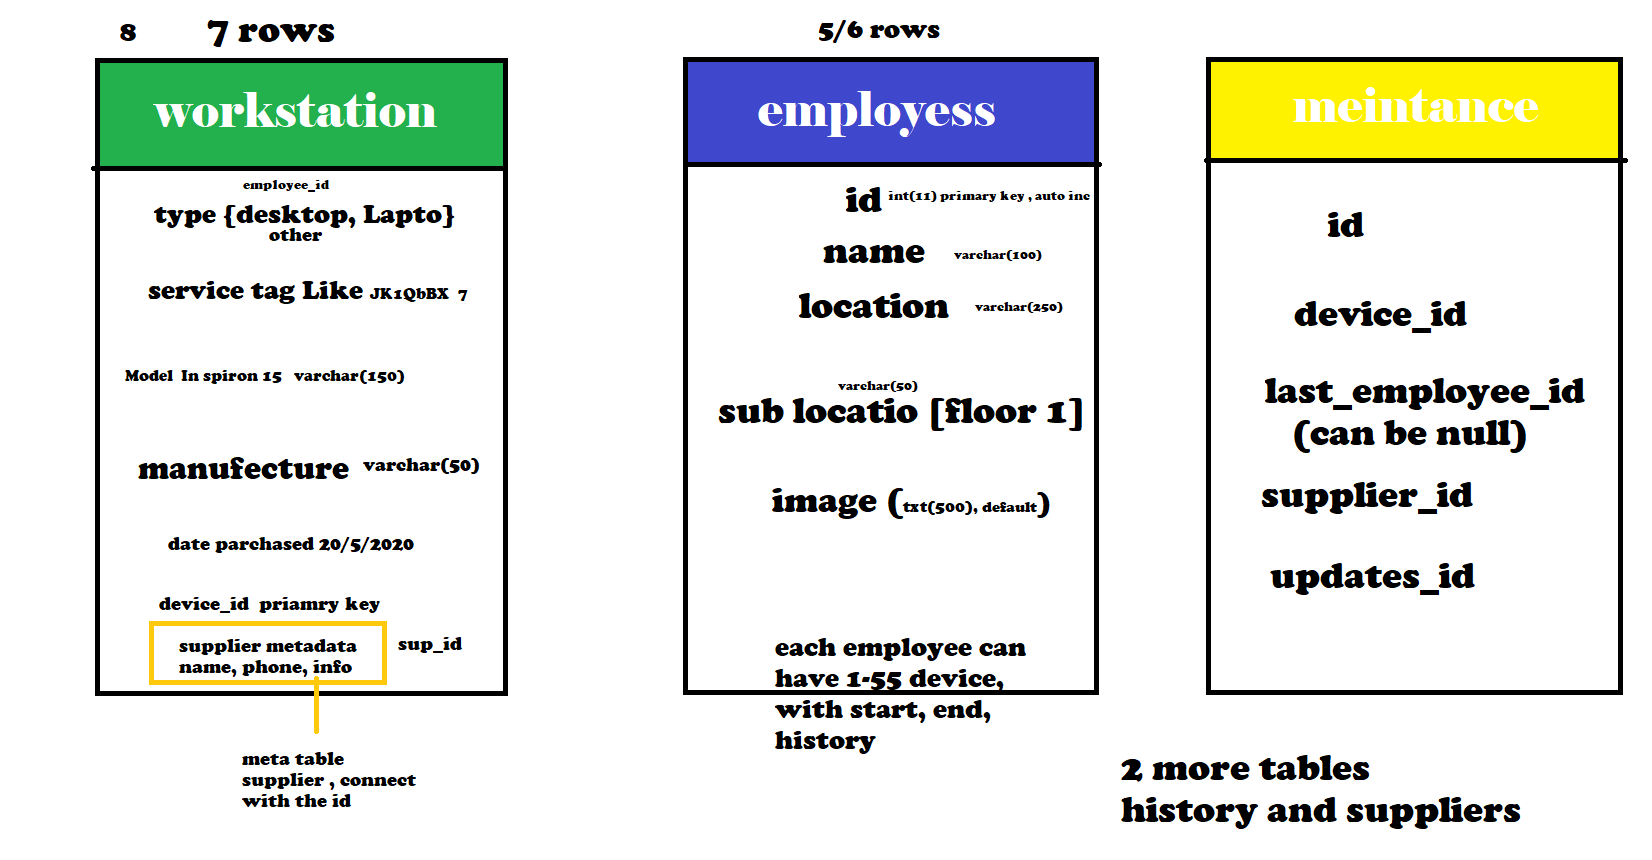 8 7 rows
workstation
employee_id
type {desktop, Lapto}
other
service tag Like JK1QbBX 7
Model In spiron 15 varchar(150)
manufecture varchar(50)
date parchased 20/5/2020
device_id priamry key
supplier metadata
name, phone, info
sup_id
meta table
supplier , connect
with the id
5/6 rows
employess
id int(11) primary key , auto inc
name varchar(100)
location varchar(250)
varchar(50)
sub locatio [floor 1]
image (txt(500), default)
each employee can
have 1-55 device,
with start, end,
history
meintance
id
device_id
last_employee_id
(can be null)
supplier_id
updates_id
2 more tables
history and suppliers